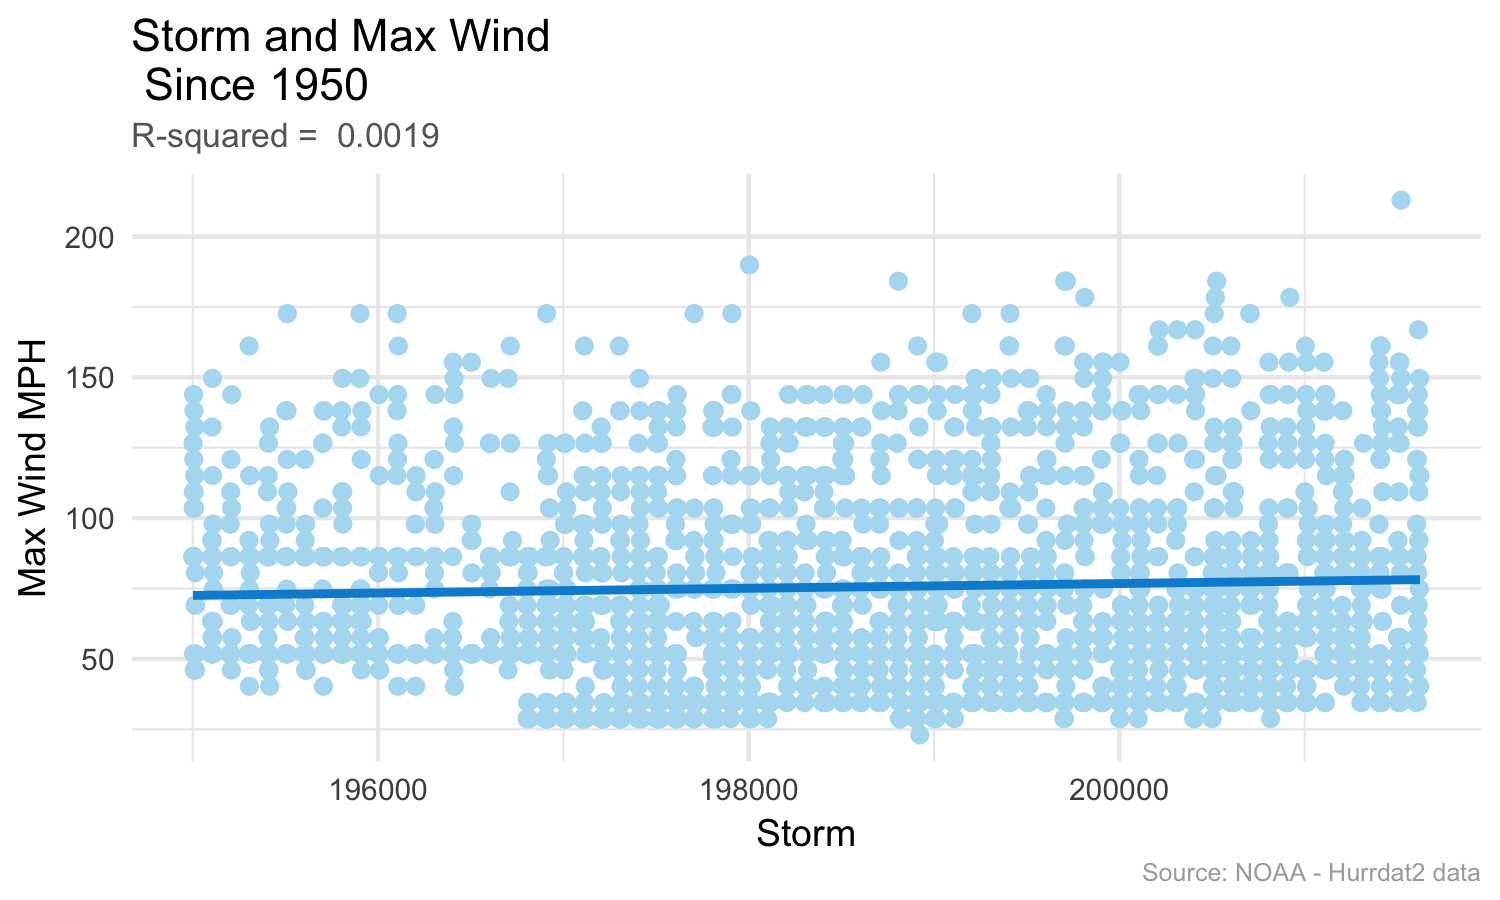 Storm and Max Wind
Since 1950
R-squared =  0.0019
Max Wind MPH
200
150
100
50
196000
198000
200000
Storm
Source: NOAA - Hurrdat2 data